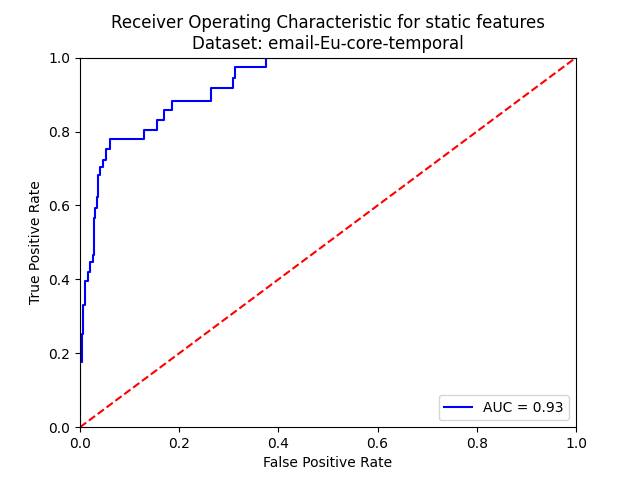 Receiver Operating Characteristic for static features
Dataset: email-Eu-core-temporal
1.0
0.8
0.6
0.4
0.2
0.0
True Positive Rate
AUC = 0.93
0.0 0.2 0.4 0.6 0.8 1.0
False Positive Rate